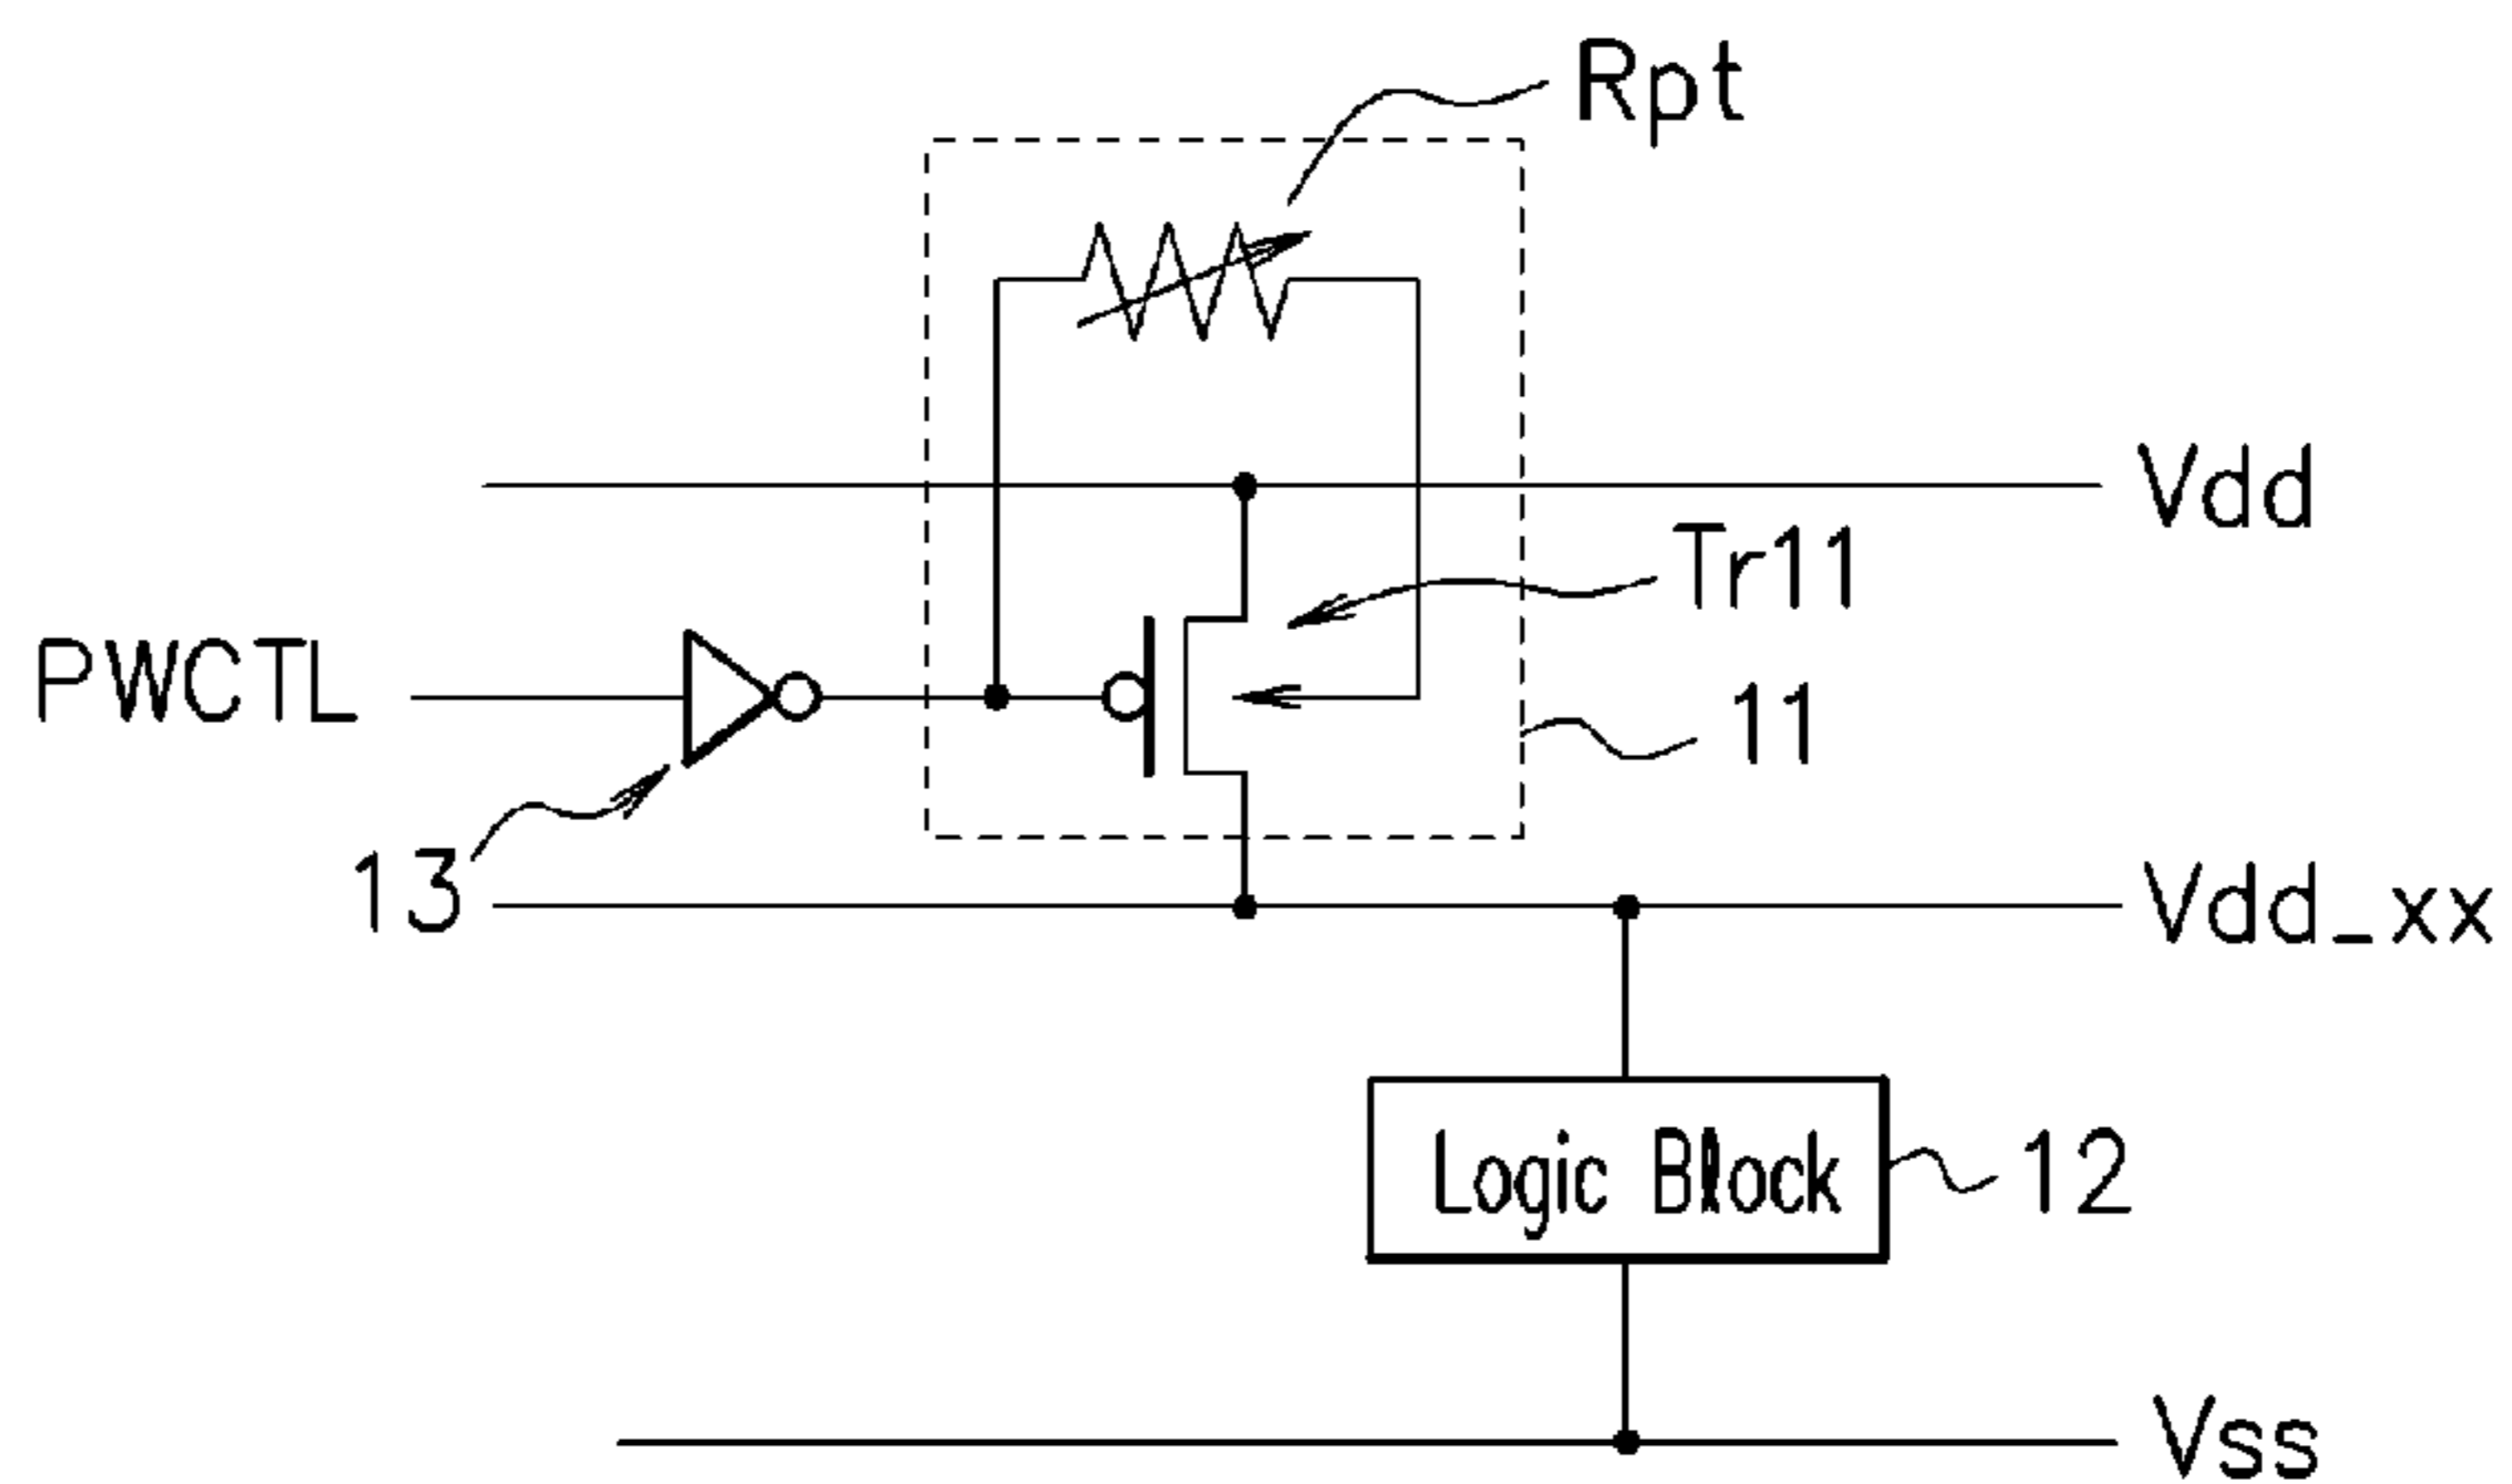 Rpt
Vdd
Tr11
PWCTL
11
13
Vdd_xx
Logic Block
12
Vss